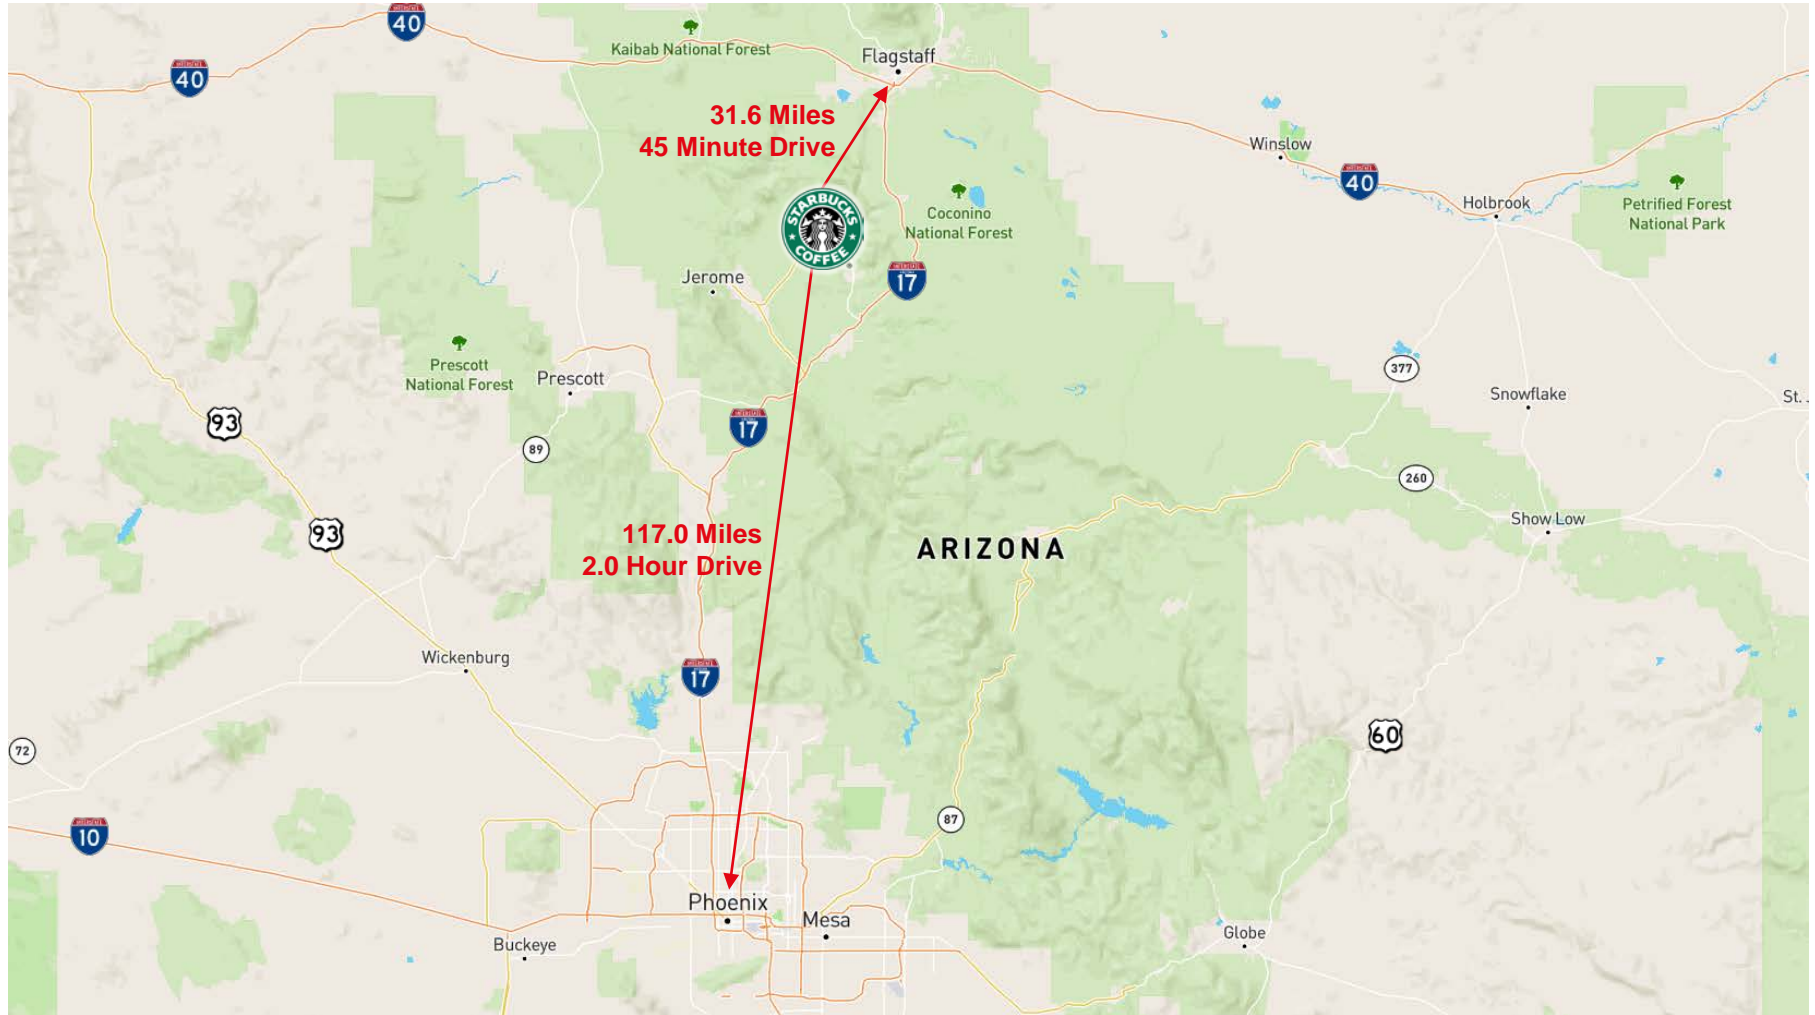 40
Kaibab National Forest
Flagstaff
40
31.6 Miles
45 Minute Drive
Winslow
40
STARBUCKS
COFFEE
Coconino
National Forest
Holbrook
Petrified Forest
National Park
Jerome
17
Prescott
National Forest
Prescott
377
Snowflake
St.
93
17
89
260
93
117.0 Miles
2.0 Hour Drive
ARIZONA
Show Low
Wickenburg
17
72
60
10
87
Phoenix
Mesa
Buckeye
Globe